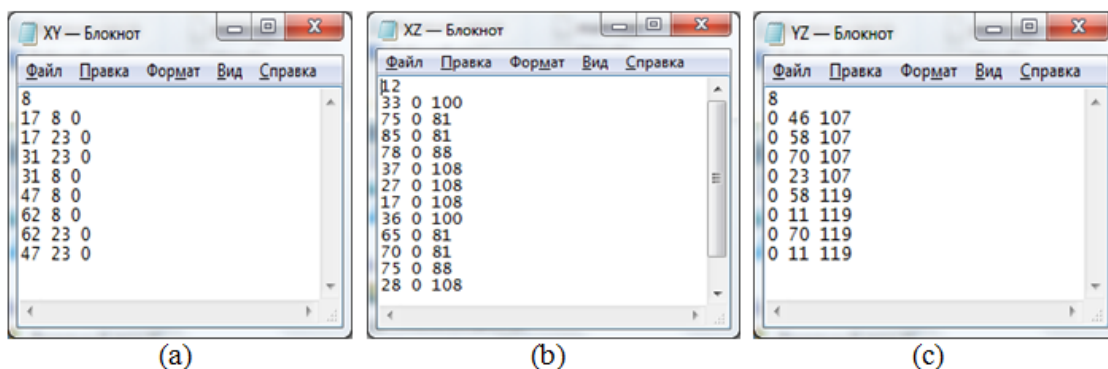 XY — Блокнот
Файл Правка Формат Вид Справка
8
17 8 0
17 23 0
31 23 0
31 8 0
47 8 0
62 8 0
62 23 0
47 23 0
(a)
XZ — Блокнот
Файл Правка Формат Вид Справка
12
33 0 100
75 0 81
85 0 81
78 0 88
37 0 108
27 0 108
17 0 108
36 0 100
65 0 81
70 0 81
75 0 88
28 0 108
(b)
YZ — Блокнот
Файл Правка Формат Вид Справка
8
0 46 107
0 58 107
0 70 107
0 23 107
0 58 119
0 11 119
0 70 119
0 11 119
(c)